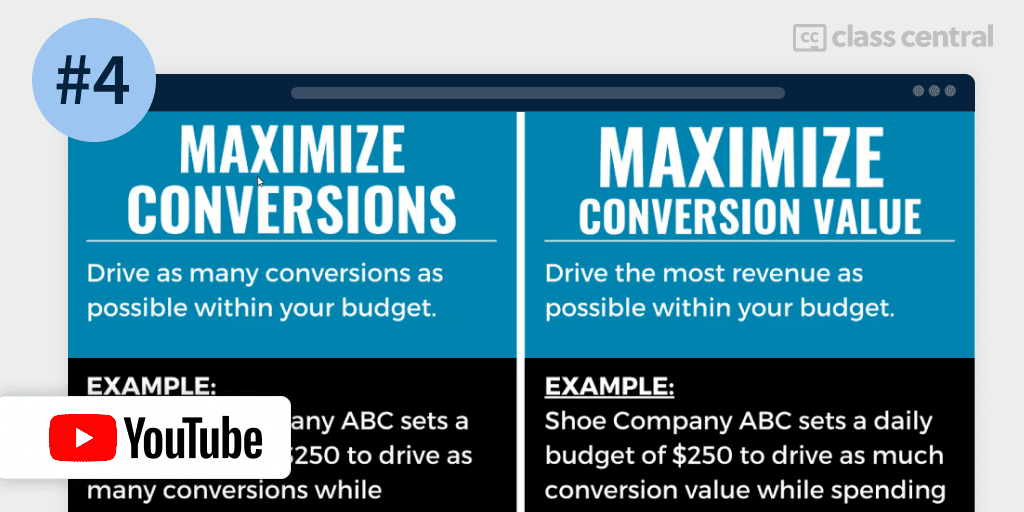 #4
cc class central
MAXIMIZE
CONVERSIONS
Drive as many conversions as
possible within your budget.
EXAMPLE:
any ABC sets a
$250 to drive as
many conversions while
MAXIMIZE
CONVERSION VALUE
Drive the most revenue as
possible within your budget.
EXAMPLE:
Shoe Company ABC sets a daily
budget of $250 to drive as much
conversion value while spending
YouTube